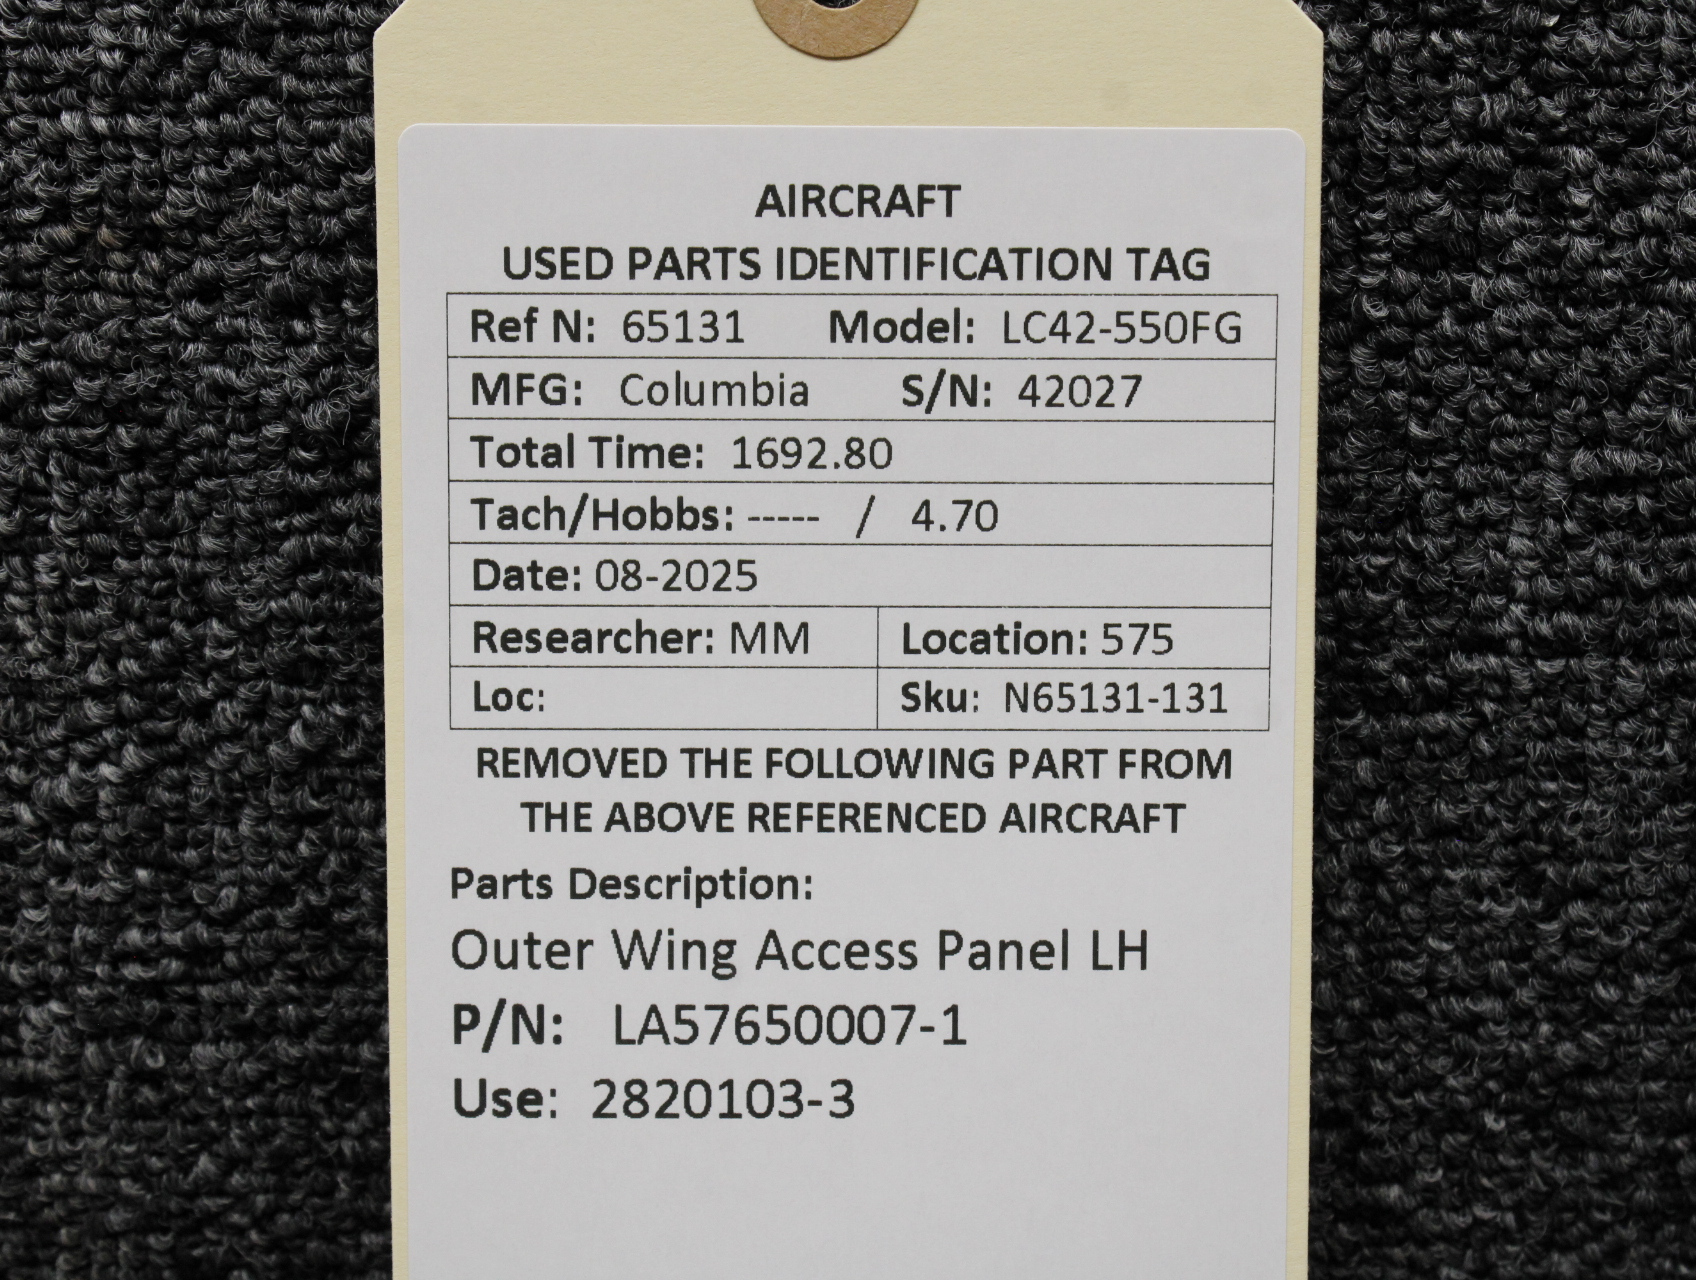 AIRCRAFT
USED PARTS IDENTIFICATION TAG
Ref N: 65131 Model: LC42-550FG
MFG: Columbia S/N: 42027
Total Time: 1692.80
Tach/Hobbs: ----- / 4.70
Date: 08-2025
Researcher: MM Location: 575
Loc: Sku: N65131-131
REMOVED THE FOLLOWING PART FROM
THE ABOVE REFERENCED AIRCRAFT
Parts Description:
Outer Wing Access Panel LH
P/N: LA57650007-1
Use: 2820103-3